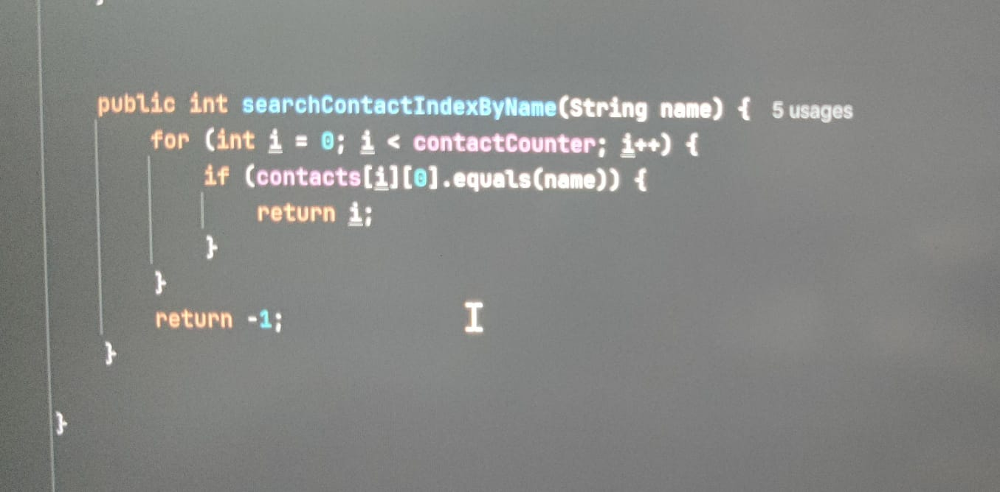 }
public int searchContactIndexByName(String name) { 5 usages
for (int i = 0; i < contactCounter; i++) {
if (contacts[i][0].equals(name)) {
return i;
}
}
return -1;
}
}